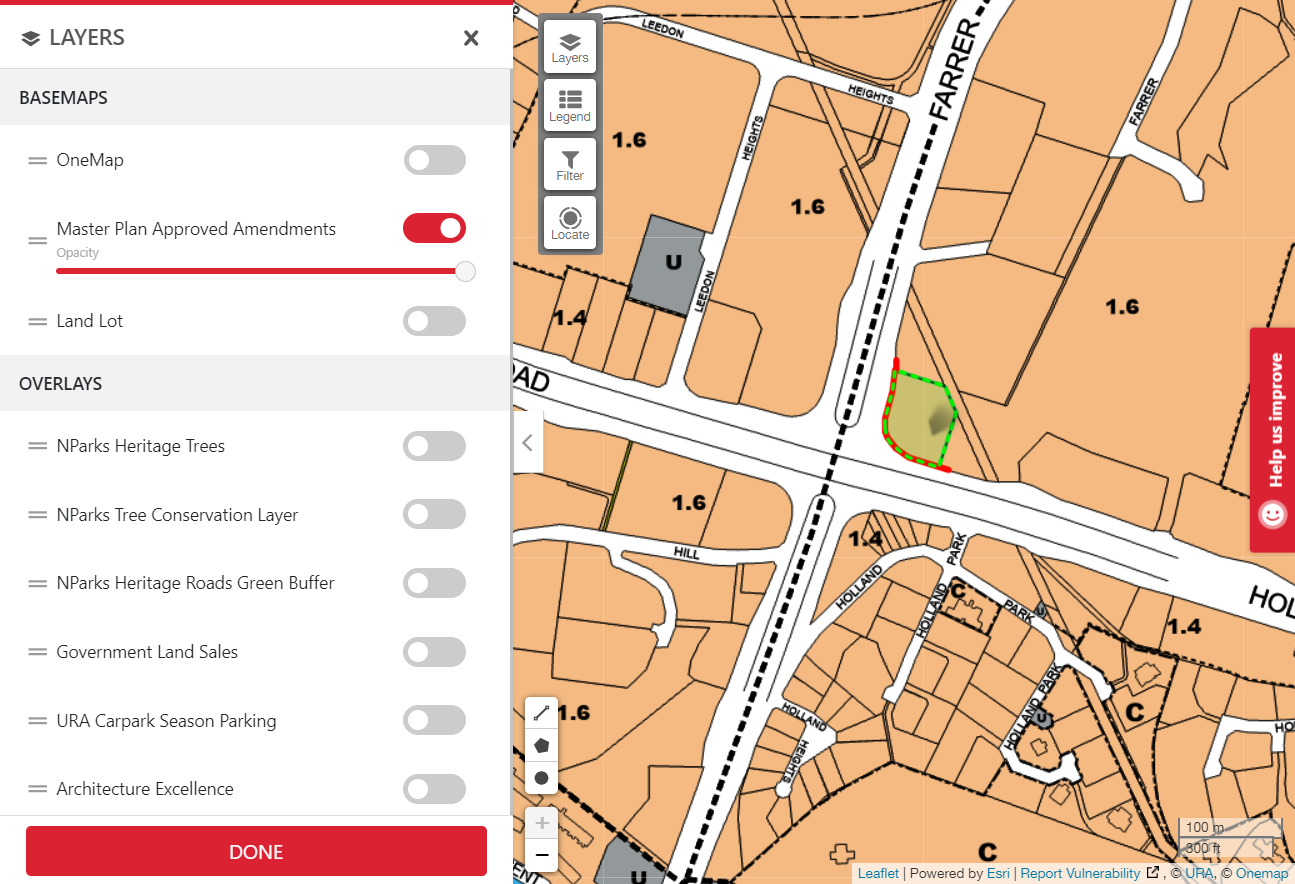 LAYERS
BASEMAPS
OneMap
Master Plan Approved Amendments
Opacity
Land Lot
OVERLAYS
NParks Heritage Trees
NParks Tree Conservation Layer
NParks Heritage Roads Green Buffer
Government Land Sales
URA Carpark Season Parking
Architecture Excellence
DONE
Layers
Legend
Filter
Locate
LEEDON
HEIGHTS
FARRER
FARRER
HEIGHTS
1.6
1.6
U
LEEDON
1.4
1.6
OAD
Help us improve
1.6
HILL
1.4
PARK
HOLLAND
HOLLAND
C
PARK
U
HOL
1.4
1.6
HOLLAND
HEIGHTS
HOLLAND PARK
U
C
HO
C
U
ENT
100 m
300 ft
Leaflet | Powered by Esri | Report Vulnerability , © URA, © Onemap